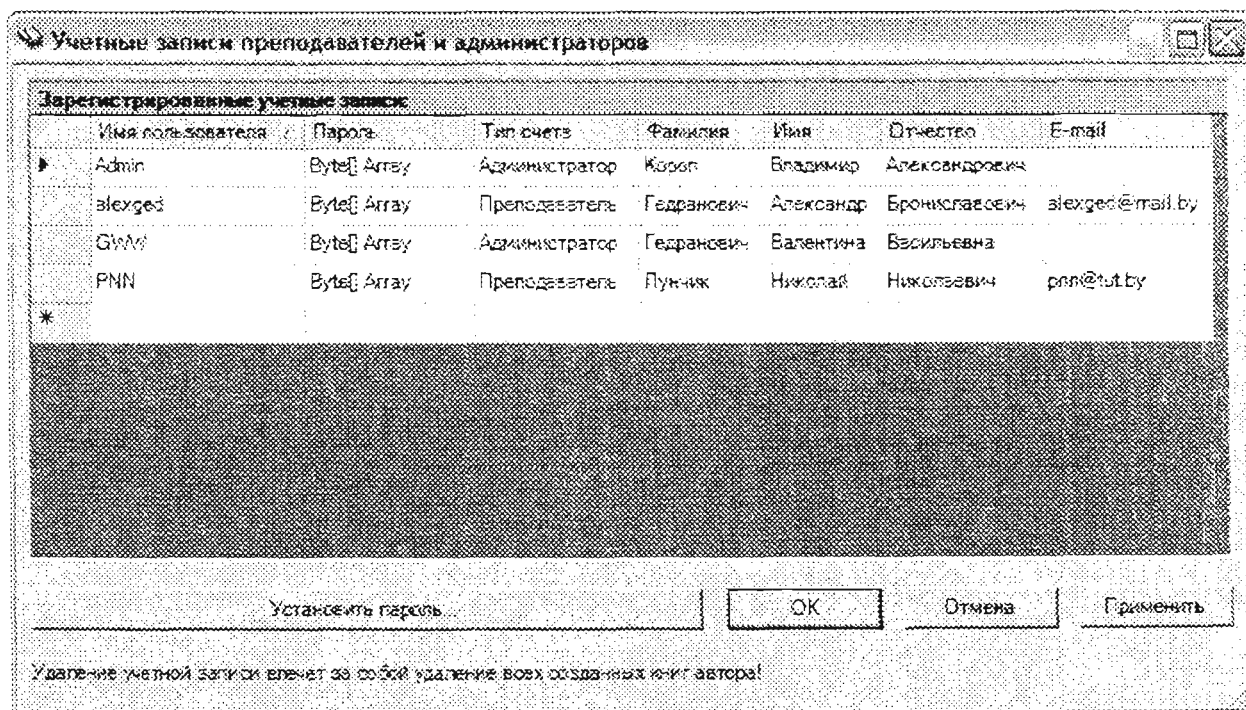 Учетные записи преподавателей и администраторов
Зарегистрированные учетные записи:
Имя пользователя Пароль Тип счета Фамилия Имя Отчество E-mail
Admin Byte[] Array Администратор Короп Владимир Александрович
alexged Byte[] Array Преподаватель Гедранович Александр Брониславович alexged@mail.by
GWW Byte[] Array Администратор Гедранович Валентина Васильевна
PNN Byte[] Array Преподаватель Пунчик Николай Николаевич pnn@tut.by
Установить пароль... OK Отмена Применить
Удаление учетной записи влечет за собой удаление всех созданных книг автора!